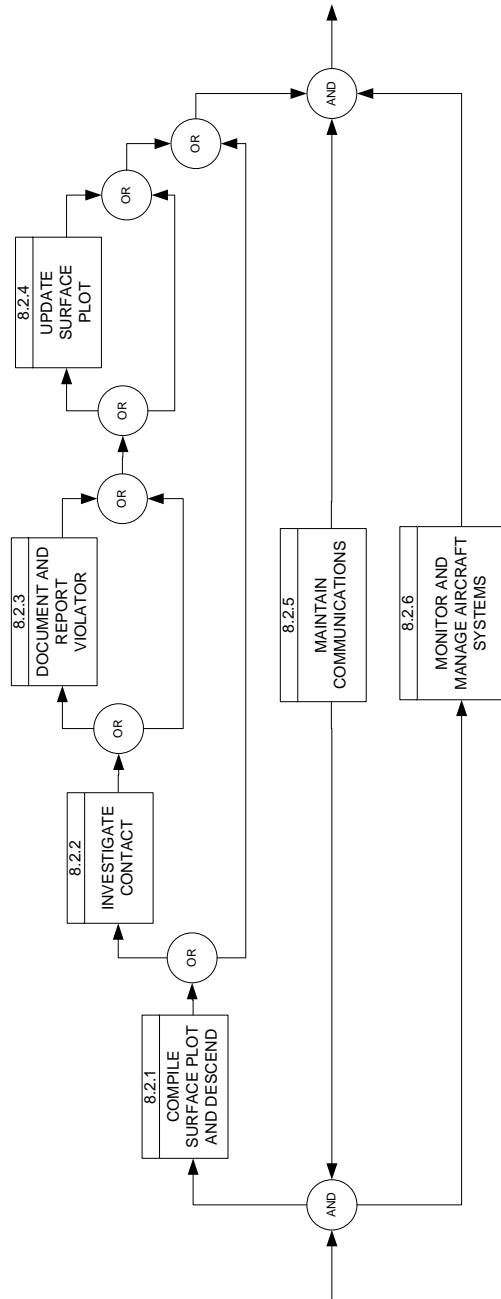 AND
8.2.1
COMPILE
SURFACE PLOT
AND DESCEND
OR
8.2.2
INVESTIGATE
CONTACT
OR
8.2.3
DOCUMENT AND
REPORT
VIOLATOR
OR
OR
8.2.4
UPDATE
SURFACE
PLOT
OR
OR
8.2.5
MAINTAIN
COMMUNICATIONS
8.2.6
MONITOR AND
MANAGE AIRCRAFT
SYSTEMS
AND